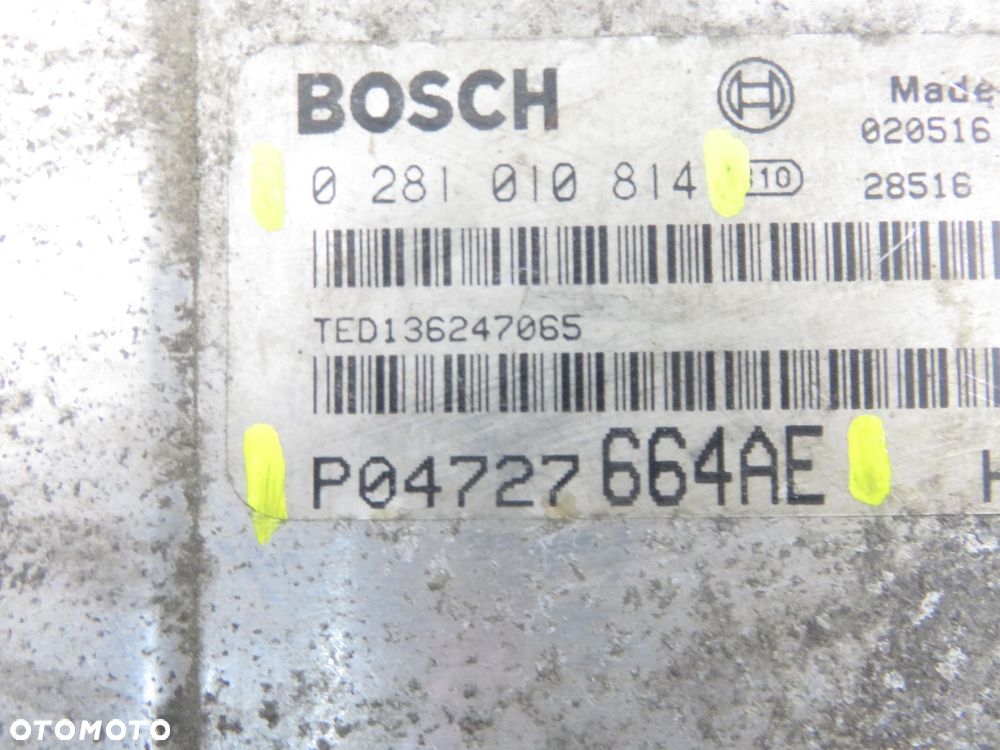 BOSCH
Made
020516
0 281 010 814
28516
TED136247065
P04727664AE
OTOMOTO